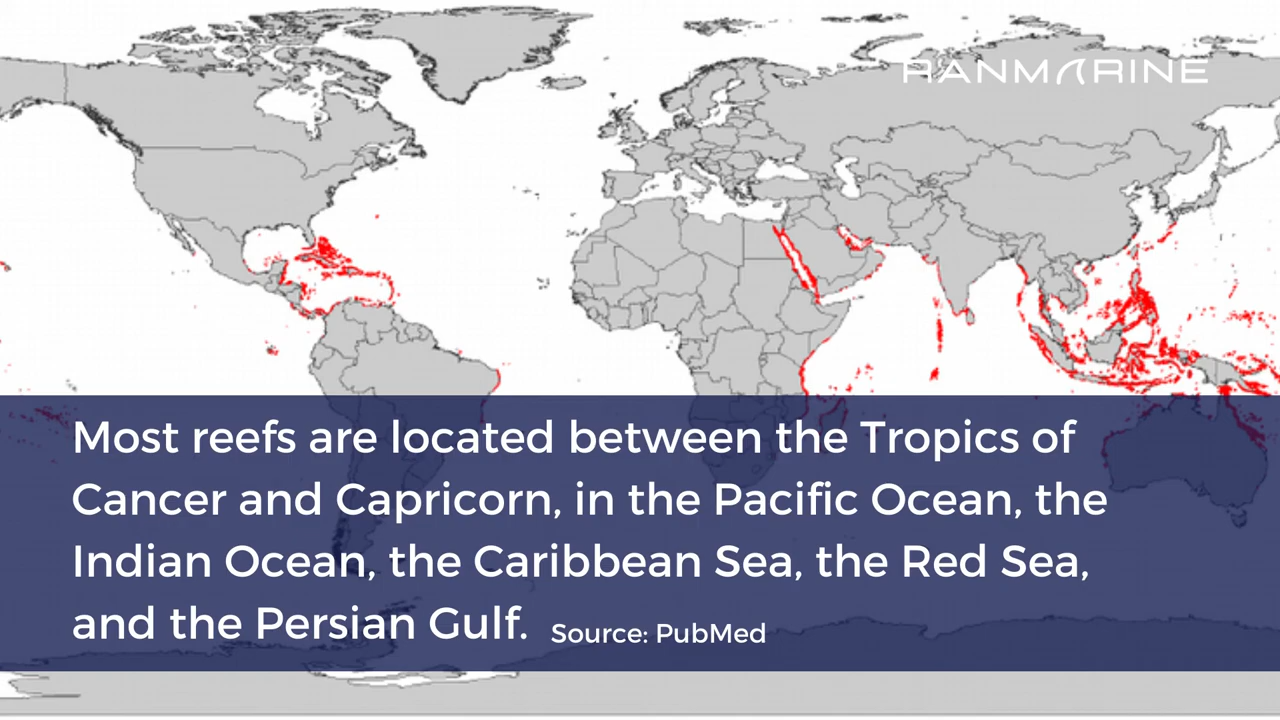 RANMARINE
Most reefs are located between the Tropics of
Cancer and Capricorn, in the Pacific Ocean, the
Indian Ocean, the Caribbean Sea, the Red Sea,
and the Persian Gulf. Source: PubMed